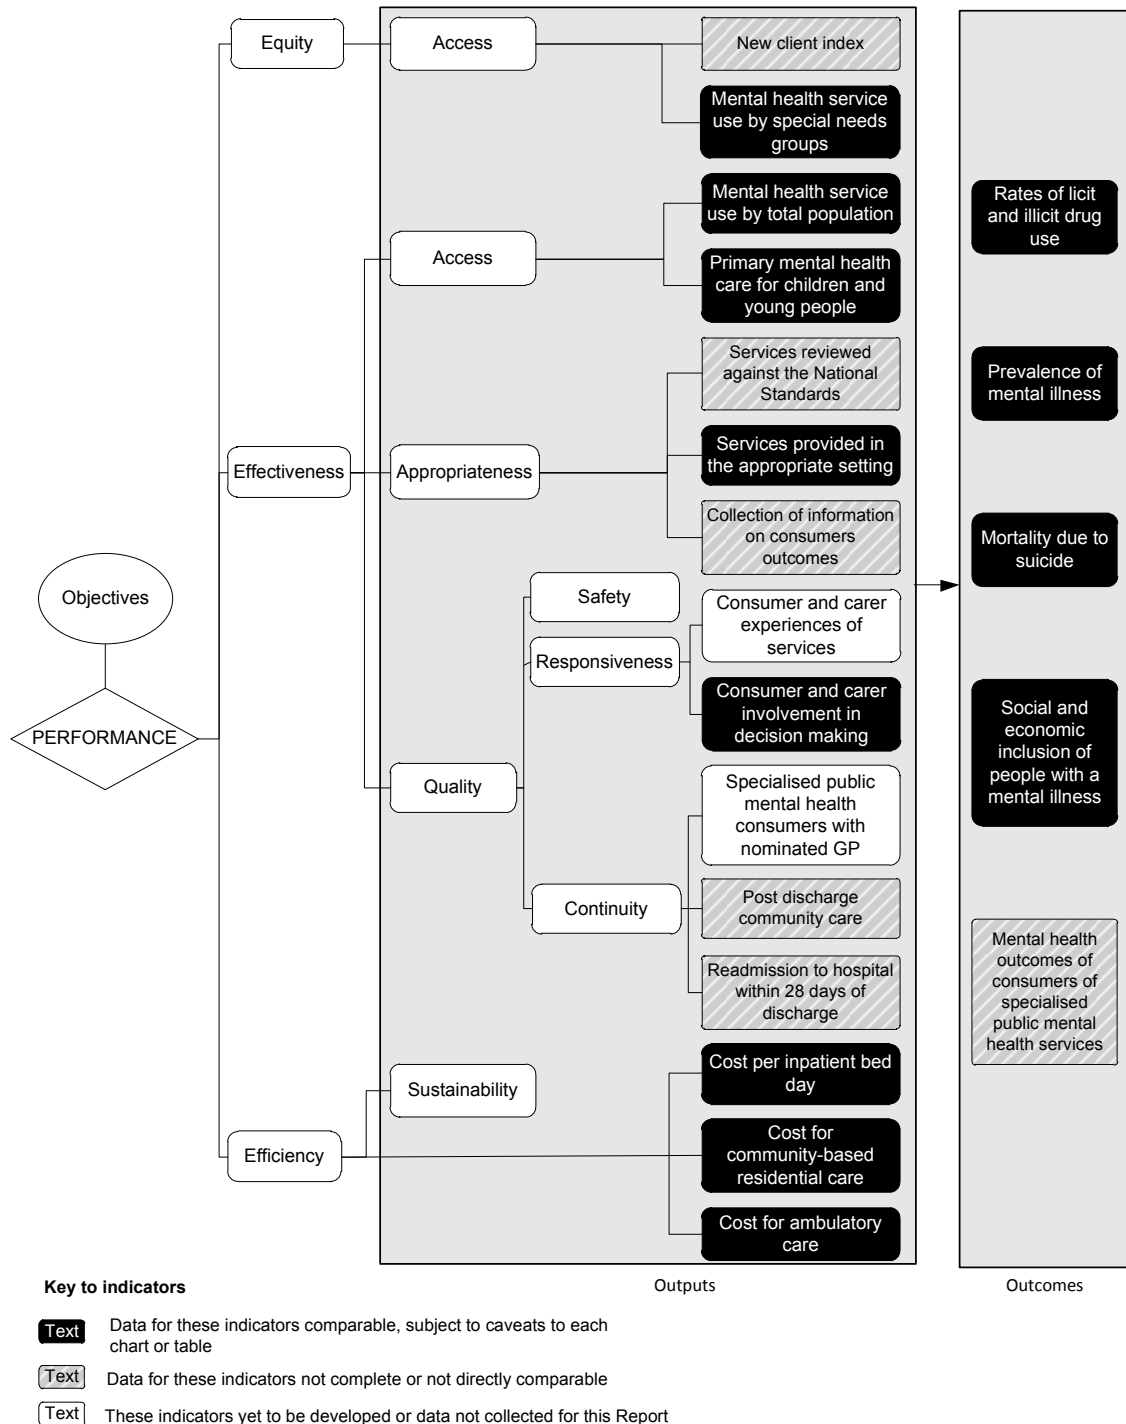 Equity
Access
New client index
Mental health service
use by special needs
groups
Mental health service
use by total population
Access
Primary mental health
care for children and
young people
Services reviewed
against the National
Standards
Effectiveness
Appropriateness
Services provided in
the appropriate setting
Collection of information
on consumers
outcomes
Objectives
PERFORMANCE
Safety
Responsiveness
Consumer and carer
experiences of
services
Consumer and carer
involvement in
decision making
Quality
Specialised public
mental health
consumers with
nominated GP
Continuity
Post discharge
community care
Readmission to hospital
within 28 days of
discharge
Sustainability
Cost per inpatient bed
day
Efficiency
Cost for
community-based
residential care
Cost for ambulatory
care
Rates of licit
and illicit drug
use
Prevalence of
mental illness
Mortality due to
suicide
Social and
economic
inclusion of
people with a
mental illness
Mental health
outcomes of
consumers of
specialised
public mental
health services
Outputs
Outcomes
Key to indicators
Text
Data for these indicators comparable, subject to caveats to each
chart or table
Text
Data for these indicators not complete or not directly comparable
Text
These indicators yet to be developed or data not collected for this Report